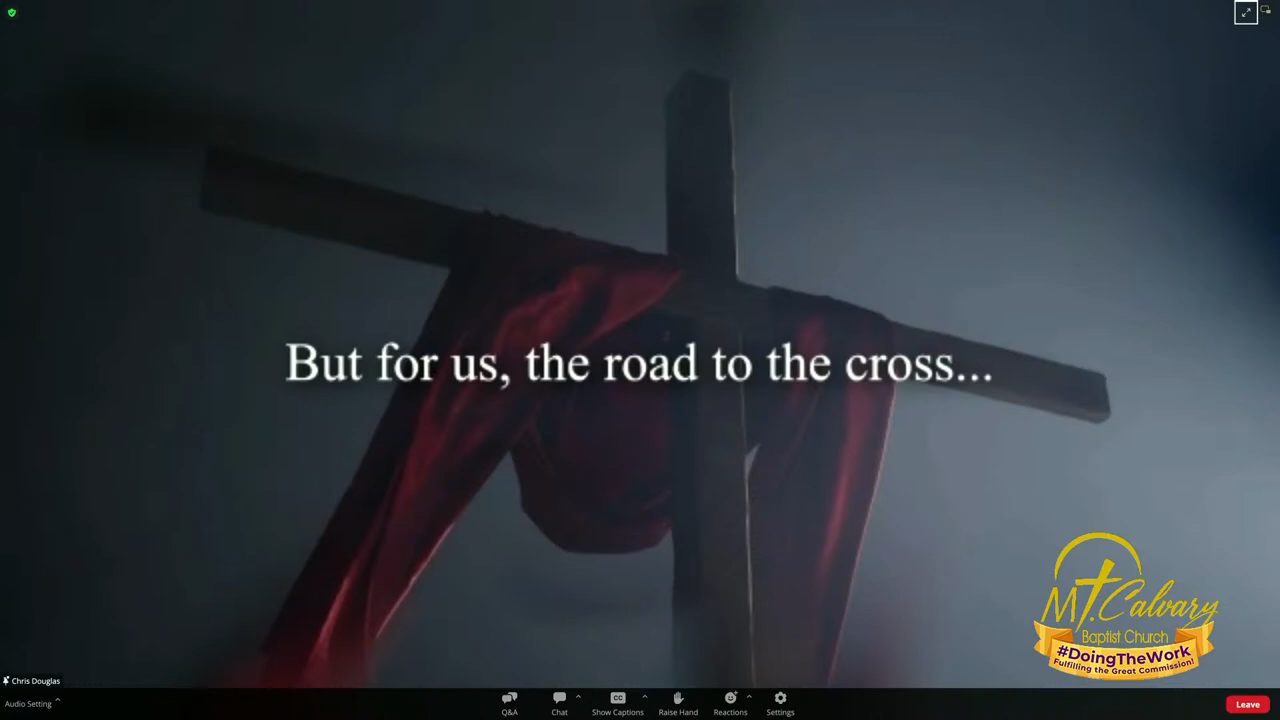 But for us, the road to the cross...
MT. Calvary
Baptist Church
#DoingTheWork
Fulfilling the Great Commission!
Chris Douglas
Audio Setting
Q&A
Chat
CC
Show Captions
Raise Hand
Reactions
Settings
Leave